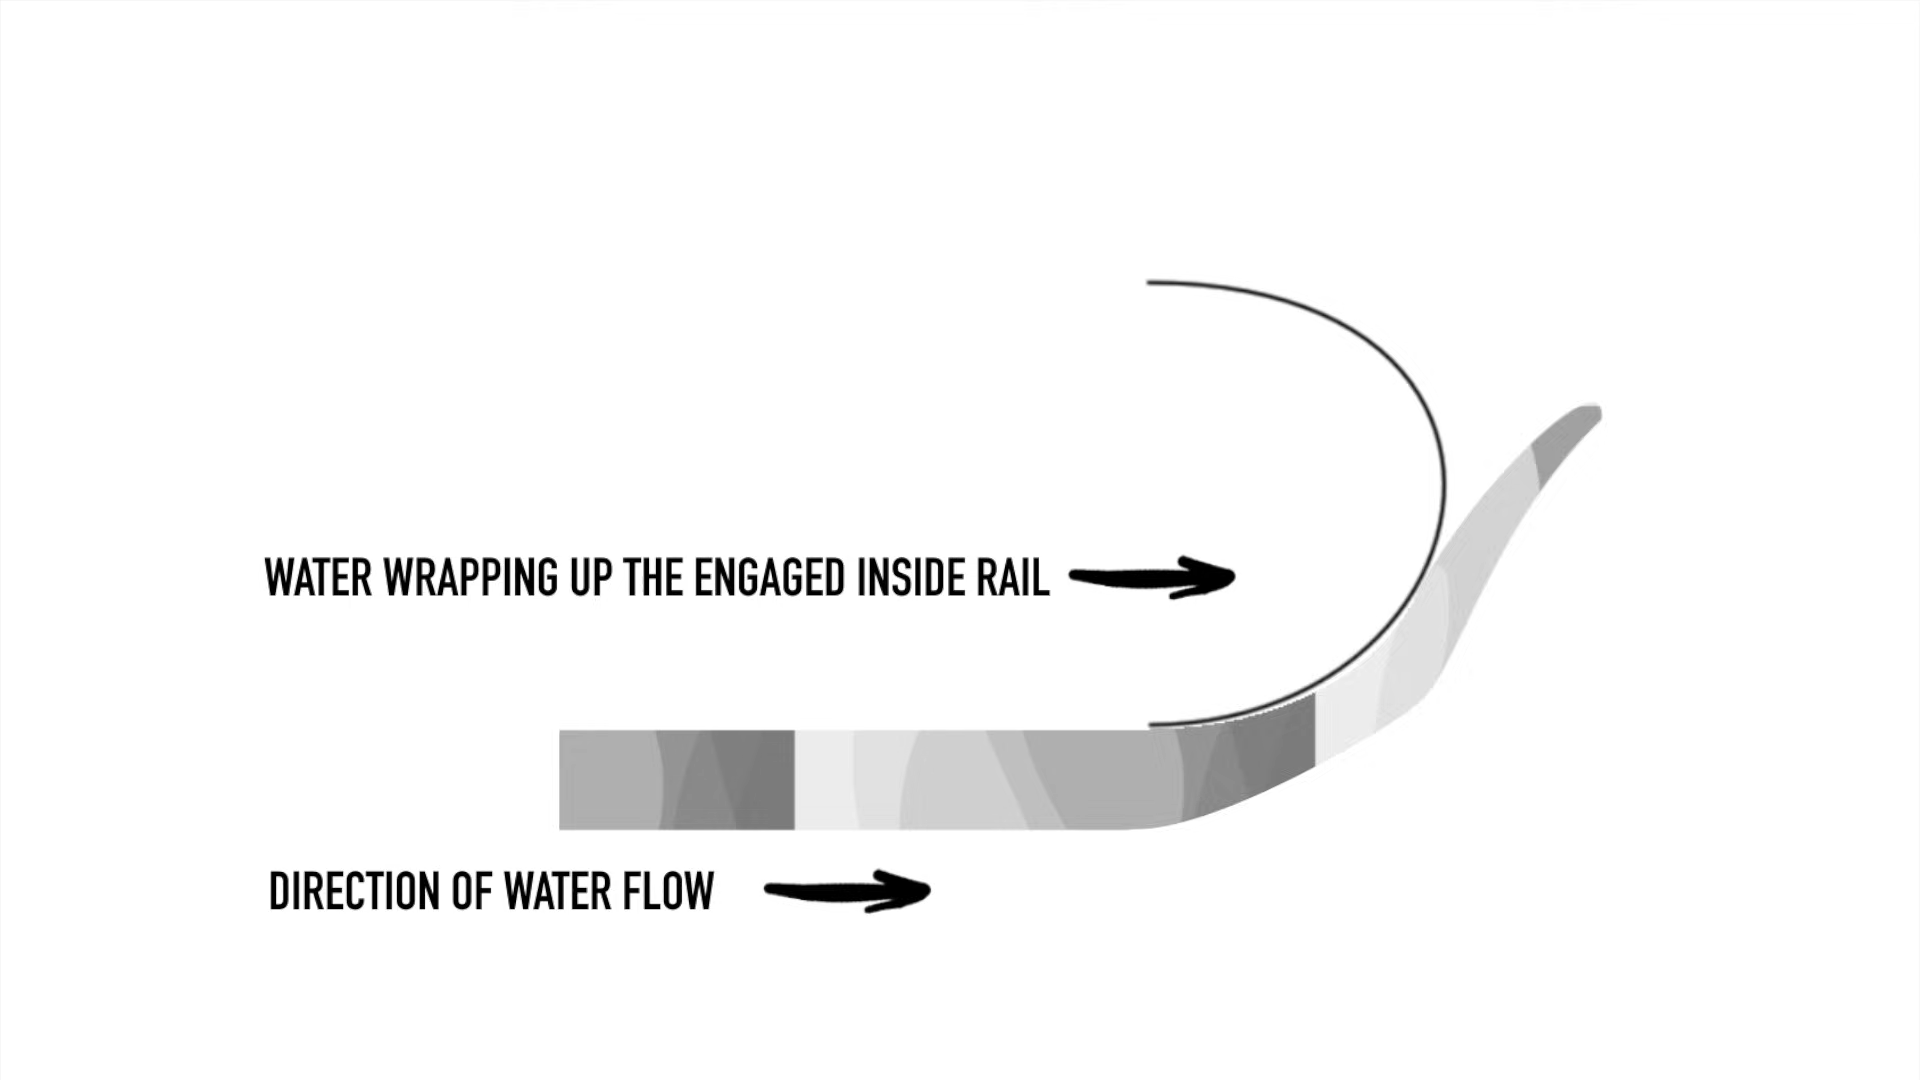 WATER WRAPPING UP THE ENGAGED INSIDE RAIL
DIRECTION OF WATER FLOW